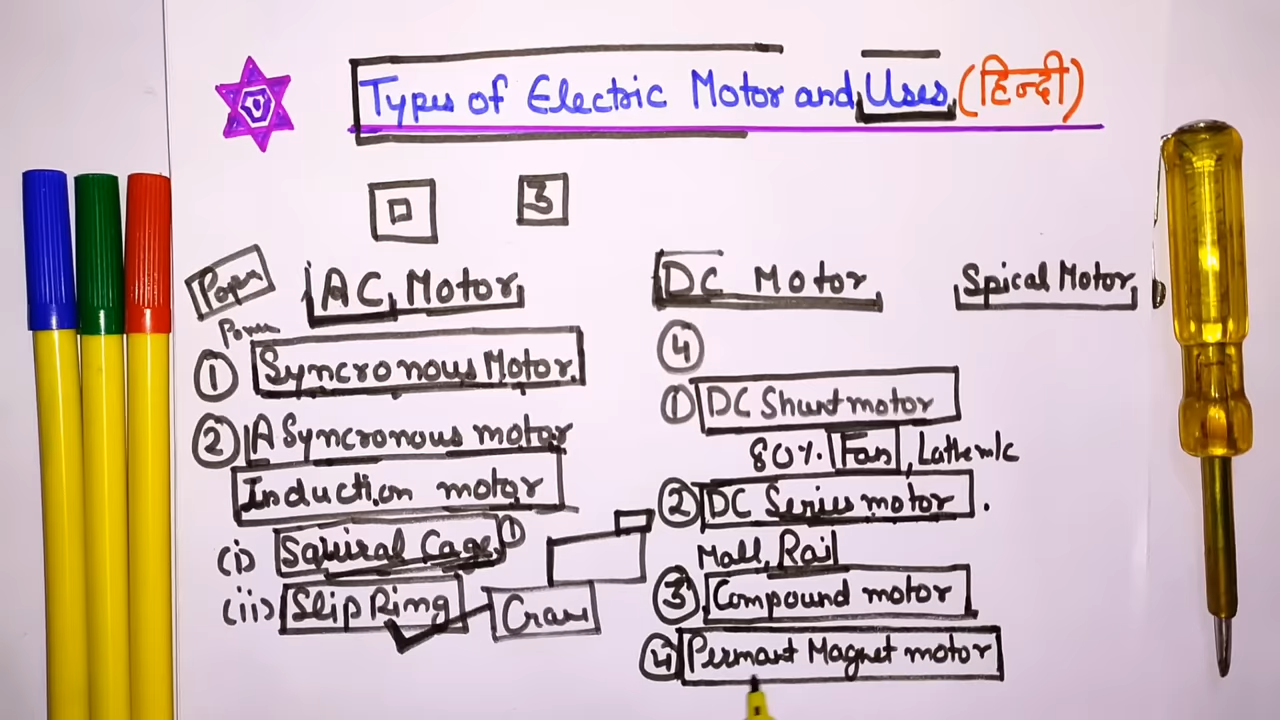 Types of Electric Motor and Uses (हिन्दी)
3
AC Motor
① Syncronous Motor.
② ASyncronous motor
Induction motor
(i) Squiral Cage. ①
(ii) Slip Ring
DC Motor
④
① DC Shunt motor
80% Fan, Lathe m/c
② DC Series motor.
Mall, Rail
③ Compound motor
④ Permant Magnet motor
Spical Motor